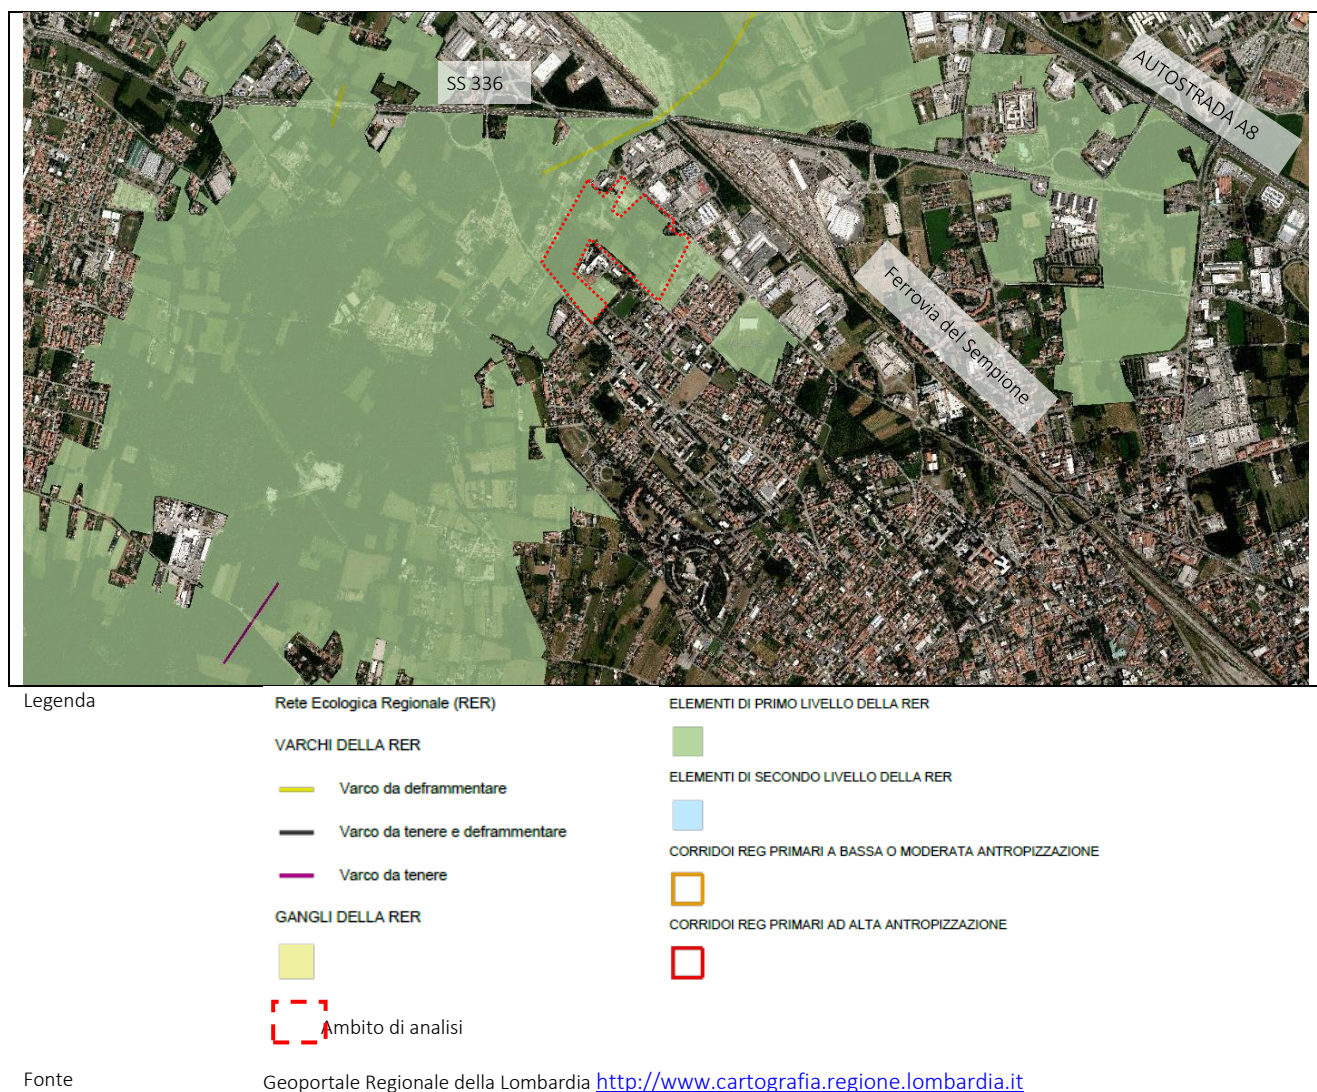 SS 336
AUTOSTRADA A8
Ferrovia del Sempione
Legenda
Rete Ecologica Regionale (RER)
VARCHI DELLA RER
Varco da deframmentare
Varco da tenere e deframmentare
Varco da tenere
GANGLI DELLA RER
Ambito di analisi
ELEMENTI DI PRIMO LIVELLO DELLA RER
ELEMENTI DI SECONDO LIVELLO DELLA RER
CORRIDOI REG PRIMARI A BASSA O MODERATA ANTROPIZZAZIONE
CORRIDOI REG PRIMARI AD ALTA ANTROPIZZAZIONE
Fonte
Geoportale Regionale della Lombardia http://www.cartografia.regione.lombardia.it